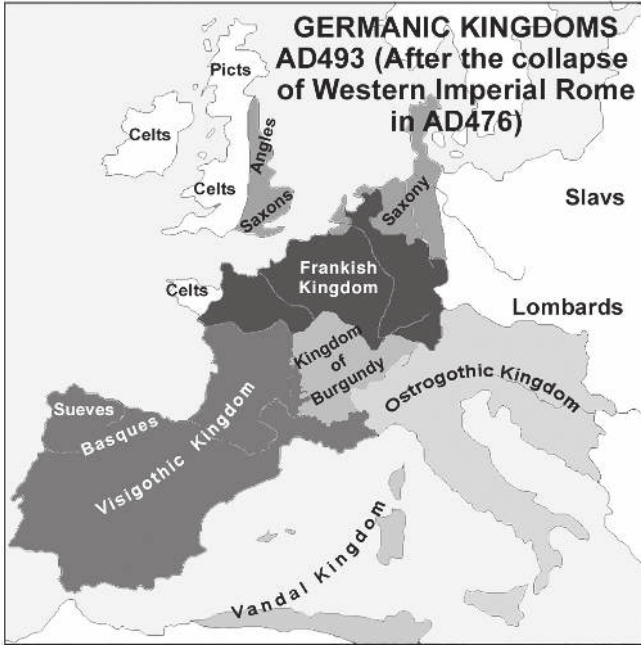 GERMANIC KINGDOMS
AD493 (After the collapse
of Western Imperial Rome
in AD476)
Picts
Celts
Angles
Celts
Saxons
Saxony
Slavs
Frankish
Kingdom
Celts
Lombards
Kingdom
of
Burgundy
Ostrogothic Kingdom
Sueves
Basques
Visigothic Kingdom
Vandal Kingdom